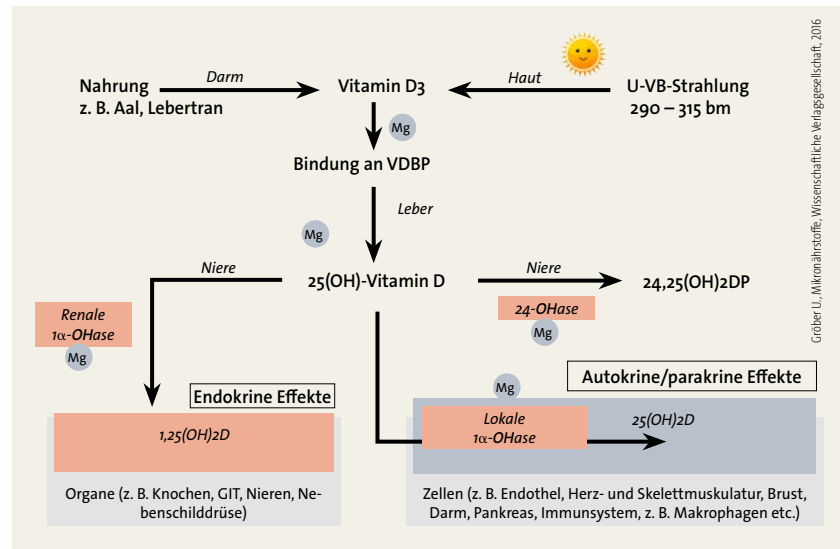 Nahrung
z. B. Aal, Lebertran
Darm
Vitamin D3
Haut
U-VB-Strahlung
290 – 315 bm
Mg
Bindung an VDBP
Leber
Mg
Niere
25(OH)-Vitamin D
Niere
24,25(OH)2DP
Renale
1α-OHase
Mg
24-OHase
Mg
Endokrine Effekte
1,25(OH)2D
Organe (z. B. Knochen, GIT, Nieren, Ne-
benschilddrüse)
Autokrine/parakrine Effekte
Mg
Lokale
1α-OHase
25(OH)2D
Zellen (z. B. Endothel, Herz- und Skelettmuskulatur, Brust,
Darm, Pankreas, Immunsystem, z. B. Makrophagen etc.)
Gröber U., Mikronährstoffe, Wissenschaftliche Verlagsgesellschaft, 2016